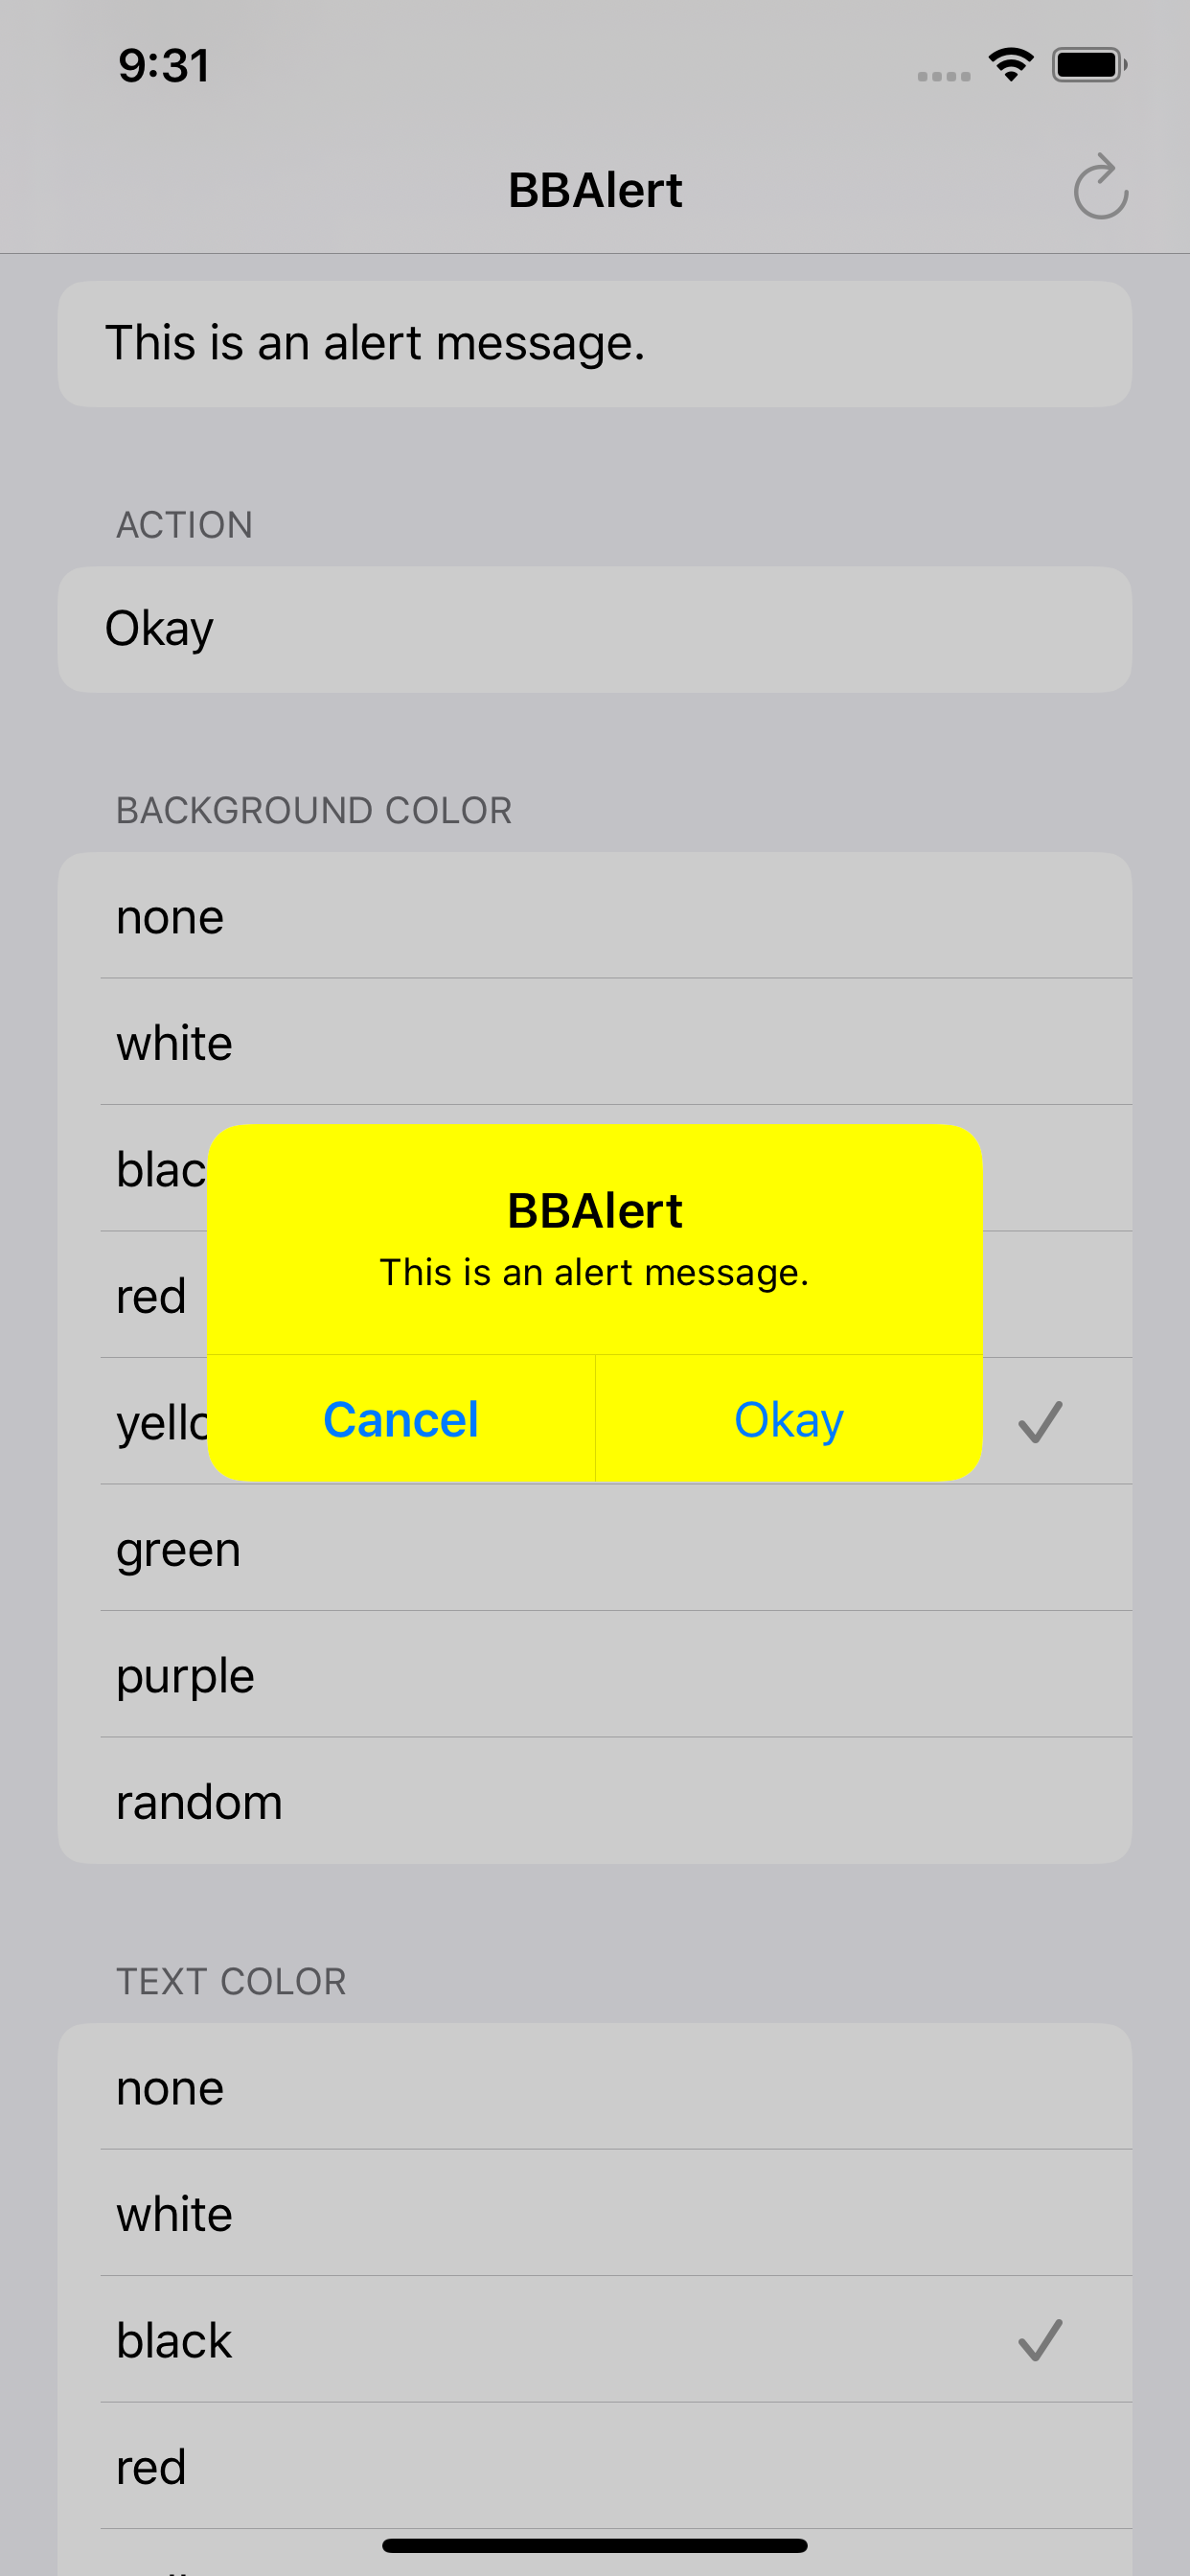 9:31
BBAlert
This is an alert message.
ACTION
Okay
BACKGROUND COLOR
none
white
blac
BBAlert
This is an alert message.
red
yello
Cancel
Okay
green
purple
random
TEXT COLOR
none
white
black
red